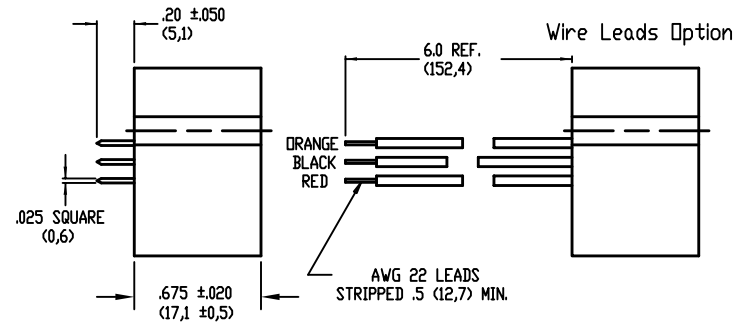 .20 ±.050
(5,1)
Wire Leads Option
6.0 REF.
(152,4)
ORANGE
BLACK
RED
.025 SQUARE
(0,6)
AWG 22 LEADS
STRIPPED .5 (12,7) MIN.
.675 ±.020
(17,1 ±0,5)